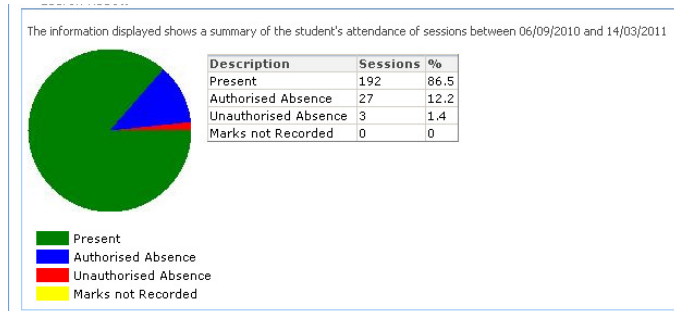 The information displayed shows a summary of the student's attendance of sessions between 06/09/2010 and 14/03/2011
Description Sessions %
Present 192 86.5
Authorised Absence 27 12.2
Unauthorised Absence 3 1.4
Marks not Recorded 0 0
Present
Authorised Absence
Unauthorised Absence
Marks not Recorded